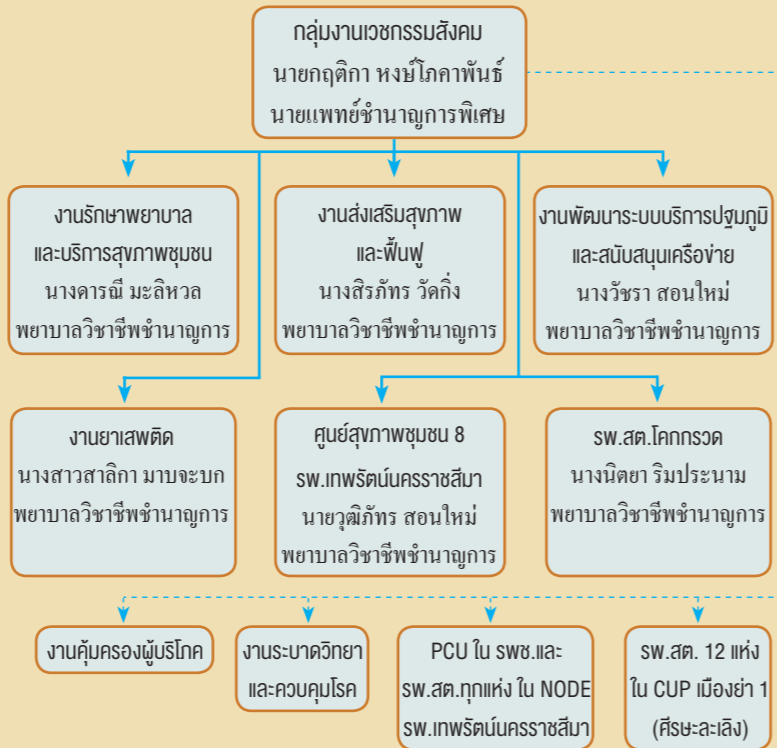 กลุ่มงานเวชกรรมสังคม
นายกฤติกา หงษ์โภคาพันธ์
นายแพทย์ชำนาญการพิเศษ
งานรักษาพยาบาล
และบริการสุขภาพชุมชน
นางดารณี มะลิหวล
พยาบาลวิชาชีพชำนาญการ
งานส่งเสริมสุขภาพ
และฟื้นฟู
นางสิรภัทร วัดกิ่ง
พยาบาลวิชาชีพชำนาญการ
งานพัฒนาระบบบริการปฐมภูมิ
และสนับสนุนเครือข่าย
นางวัชรา สอนใหม่
พยาบาลวิชาชีพชำนาญการ
งานยาเสพติด
นางสาวสาลิกา มาบจะบก
พยาบาลวิชาชีพชำนาญการ
ศูนย์สุขภาพชุมชน 8
รพ.เทพรัตน์นครราชสีมา
นายวุฒิภัทร สอนใหม่
พยาบาลวิชาชีพชำนาญการ
รพ.สต.โคกกรวด
นางนิตยา ริมประนาม
พยาบาลวิชาชีพชำนาญการ
งานคุ้มครองผู้บริโภค
งานระบาดวิทยา
และควบคุมโรค
PCU ใน รพช.และ
รพ.สต.ทุกแห่ง ใน NODE
รพ.เทพรัตน์นครราชสีมา
รพ.สต. 12 แห่ง
ใน CUP เมืองย่า 1
(ศีรษะละเลิง)